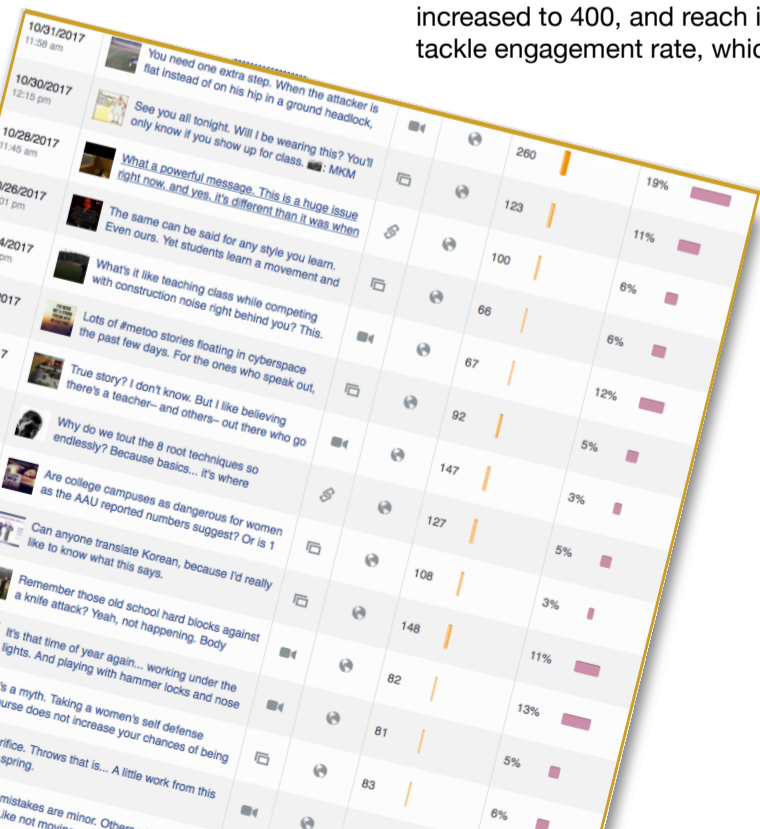 increased to 400, and reach i
tackle engagement rate, whic
10/31/2017
11:58 am
You need one extra step. When the attacker is
flat instead of on his hip in a ground headlock,
260
19%
10/30/2017
12:15 pm
See you all tonight. Will I be wearing this? You'll
only know if you show up for class. 📷: MKM
123
11%
10/28/2017
11:45 am
What a powerful message. This is a huge issue
right now, and yes, it's different than it was when
100
6%
/26/2017
01 pm
The same can be said for any style you learn.
Even ours. Yet students learn a movement and
66
6%
4/2017
pm
What's it like teaching class while competing
with construction noise right behind you? This.
67
12%
017
Lots of #metoo stories floating in cyberspace
the past few days. For the ones who speak out,
92
5%
7
True story? I don't know. But I like believing
there's a teacher– and others– out there who go
147
3%
Why do we tout the 8 root techniques so
endlessly? Because basics... it's where
127
5%
Are college campuses as dangerous for women
as the AAU reported numbers suggest? Or is 1
108
3%
Can anyone translate Korean, because I'd really
like to know what this says.
148
11%
Remember those old school hard blocks against
a knife attack? Yeah, not happening. Body
82
13%
It's that time of year again... working under the
lights. And playing with hammer locks and nose
81
5%
's a myth. Taking a women's self defense
urse does not increase your chances of being
83
6%
rifice. Throws that is... A little work from this
spring.
mistakes are minor. Others
ike not moving